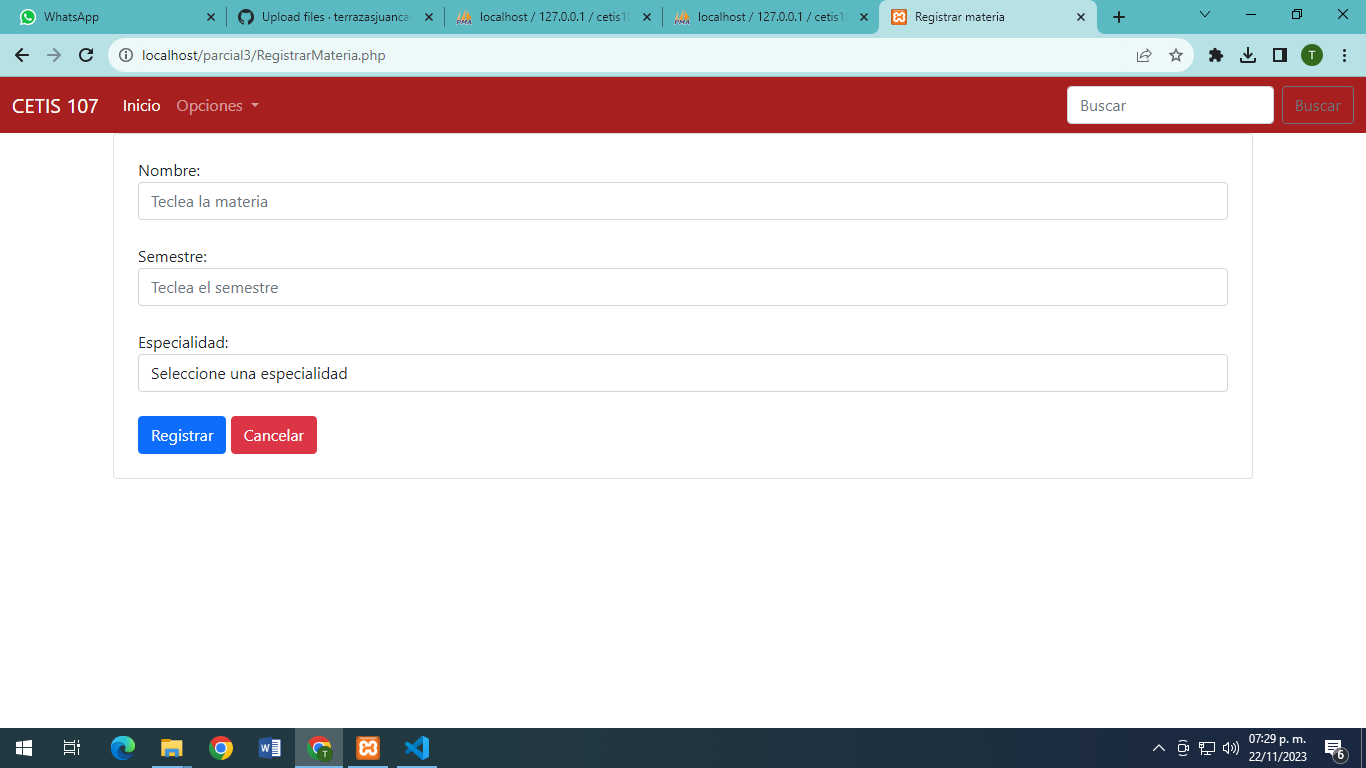 WhatsApp
Upload files · terrazasjuanca
localhost / 127.0.0.1 / cetis10
localhost / 127.0.0.1 / cetis10
Registrar materia
localhost/parcial3/RegistrarMateria.php
T
CETIS 107
Inicio
Opciones
Buscar
Buscar
Nombre:
Teclea la materia
Semestre:
Teclea el semestre
Especialidad:
Seleccione una especialidad
Registrar
Cancelar
07:29 p. m.
22/11/2023
6